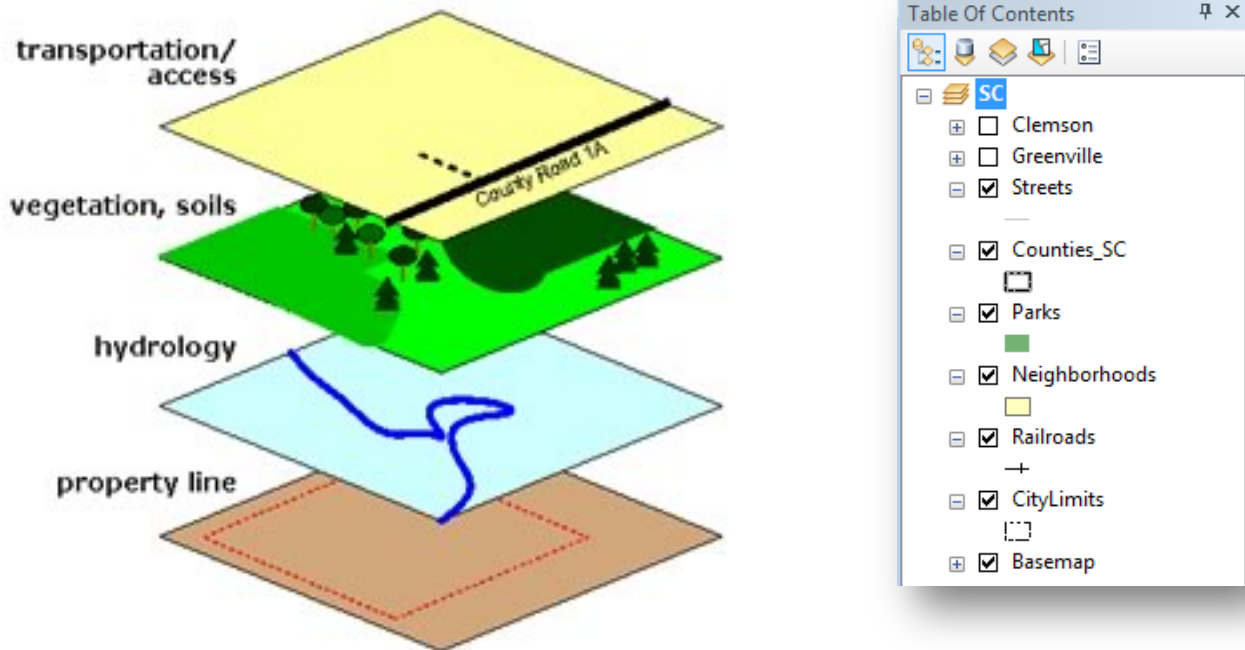 transportation/
access
County Road 1A
vegetation, soils
hydrology
property line
Table Of Contents
SC
Clemson
Greenville
Streets
Counties_SC
Parks
Neighborhoods
Railroads
CityLimits
Basemap